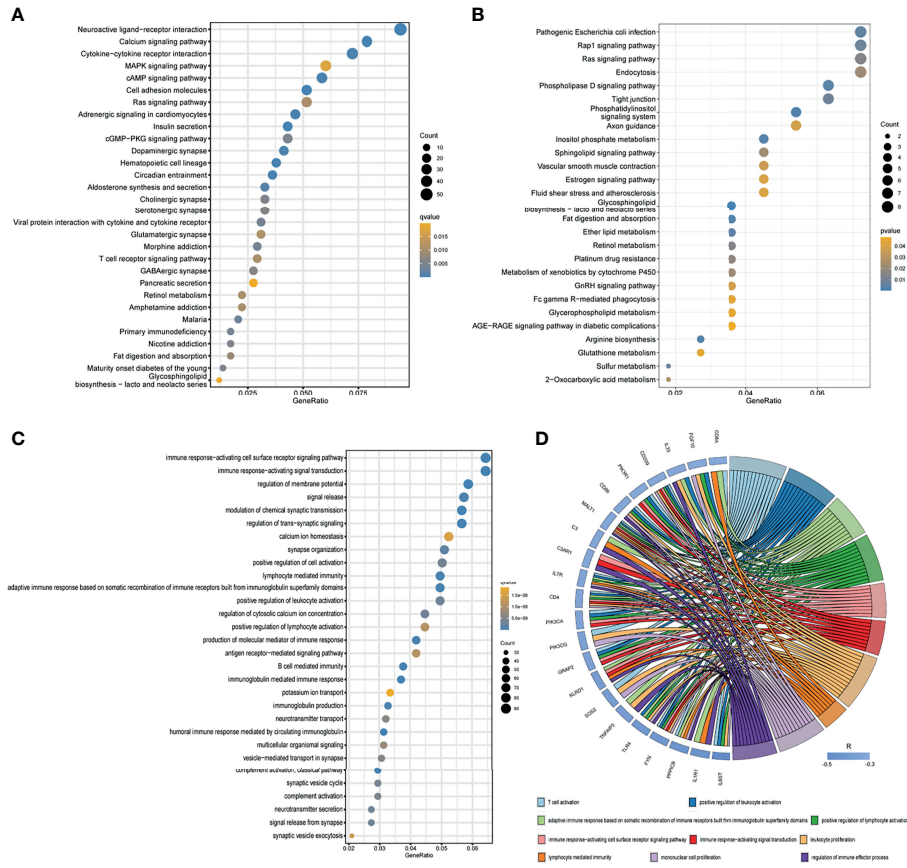 A
Neuroactive ligand-receptor interaction
Calcium signaling pathway
Cytokine-cytokine receptor interaction
MAPK signaling pathway
cAMP signaling pathway
Cell adhesion molecules
Ras signaling pathway
Adrenergic signaling in cardiomyocytes
Insulin secretion
cGMP-PKG signaling pathway
Dopaminergic synapse
Hematopoietic cell lineage
Circadian entrainment
Aldosterone synthesis and secretion
Cholinergic synapse
Serotonergic synapse
Viral protein interaction with cytokine and cytokine receptor
Glutamatergic synapse
Morphine addiction
T cell receptor signaling pathway
GABAergic synapse
Pancreatic secretion
Retinol metabolism
Amphetamine addiction
Malaria
Primary immunodeficiency
Nicotine addiction
Fat digestion and absorption
Maturity onset diabetes of the young
Glycosphingolipid
biosynthesis - lacto and neolacto series
0.025 0.050 0.075
GeneRatio
Count
10
20
30
40
50
qvalue
0.015
0.010
0.005
B
Pathogenic Escherichia coli infection
Rap1 signaling pathway
Ras signaling pathway
Endocytosis
Phospholipase D signaling pathway
Tight junction
Phosphatidylinositol
signaling system
Axon guidance
Inositol phosphate metabolism
Sphingolipid signaling pathway
Vascular smooth muscle contraction
Estrogen signaling pathway
Fluid shear stress and atherosclerosis
Glycosphingolipid
biosynthesis - lacto and neolacto series
Fat digestion and absorption
Ether lipid metabolism
Retinol metabolism
Platinum drug resistance
Metabolism of xenobiotics by cytochrome P450
GnRH signaling pathway
Fc gamma R-mediated phagocytosis
Glycerophospholipid metabolism
AGE-RAGE signaling pathway in diabetic complications
Arginine biosynthesis
Glutathione metabolism
Sulfur metabolism
2-Oxocarboxylic acid metabolism
0.02 0.04 0.06
GeneRatio
Count
2
3
4
5
6
7
8
pvalue
0.04
0.03
0.02
0.01
C
immune response-activating cell surface receptor signaling pathway
immune response-activating signal transduction
regulation of membrane potential
signal release
modulation of chemical synaptic transmission
regulation of trans-synaptic signaling
calcium ion homeostasis
synapse organization
positive regulation of cell activation
lymphocyte mediated immunity
adaptive immune response based on somatic recombination of immune receptors built from immunoglobulin superfamily domains
positive regulation of leukocyte activation
regulation of cytosolic calcium ion concentration
positive regulation of lymphocyte activation
production of molecular mediator of immune response
antigen receptor-mediated signaling pathway
B cell mediated immunity
immunoglobulin mediated immune response
potassium ion transport
immunoglobulin production
neurotransmitter transport
humoral immune response mediated by circulating immunoglobulin
multicellular organismal signaling
vesicle-mediated transport in synapse
complement activation, classical pathway
synaptic vesicle cycle
complement activation
neurotransmitter secretion
signal release from synapse
synaptic vesicle exocytosis
0.02 0.03 0.04 0.05 0.06
GeneRatio
1.5e-08
1.0e-08
5.0e-09
Count
30
40
50
60
70
80
90
D
CD84
FGF10
IL33
CD209
PIK3R1
CD86
MALT1
C3
C3AR1
IL7R
CD4
PIK3CA
PIK3CG
GRAP2
KLRD1
SOS2
TNFAIP3
TLR4
FYN
PPP3CB
IL1R1
IL6ST
R
-0.5 -0.3
T cell activation
positive regulation of leukocyte activation
adaptive immune response based on somatic recombination of immune receptors built from immunoglobulin superfamily domains
positive regulation of lymphocyte activation
immune response-activating cell surface receptor signaling pathway
immune response-activating signal transduction
leukocyte proliferation
lymphocyte mediated immunity
mononuclear cell proliferation
regulation of immune effector process